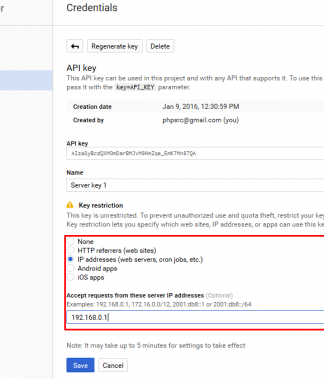 er
Credentials
Regenerate key Delete
API key
This API key can be used in this project and with any API that supports it. To use this
pass it with the key=API_KEY parameter.
Creation date Jan 9, 2016, 12:30:59 PM
Created by phpsrc@gmail.com (you)
API key
Name
Server key 1
Key restriction
This key is unrestricted. To prevent unauthorized use and quota theft, restrict your key
Key restriction lets you specify which web sites, IP addresses, or apps can use this key
None
HTTP referrers (web sites)
IP addresses (web servers, cron jobs, etc.)
Android apps
iOS apps
Accept requests from these server IP addresses (Optional)
Examples: 192.168.0.1, 172.16.0.0/12, 2001:db8::1 or 2001:db8::/64
192.168.0.1
Note: It may take up to 5 minutes for settings to take effect
Save Cancel